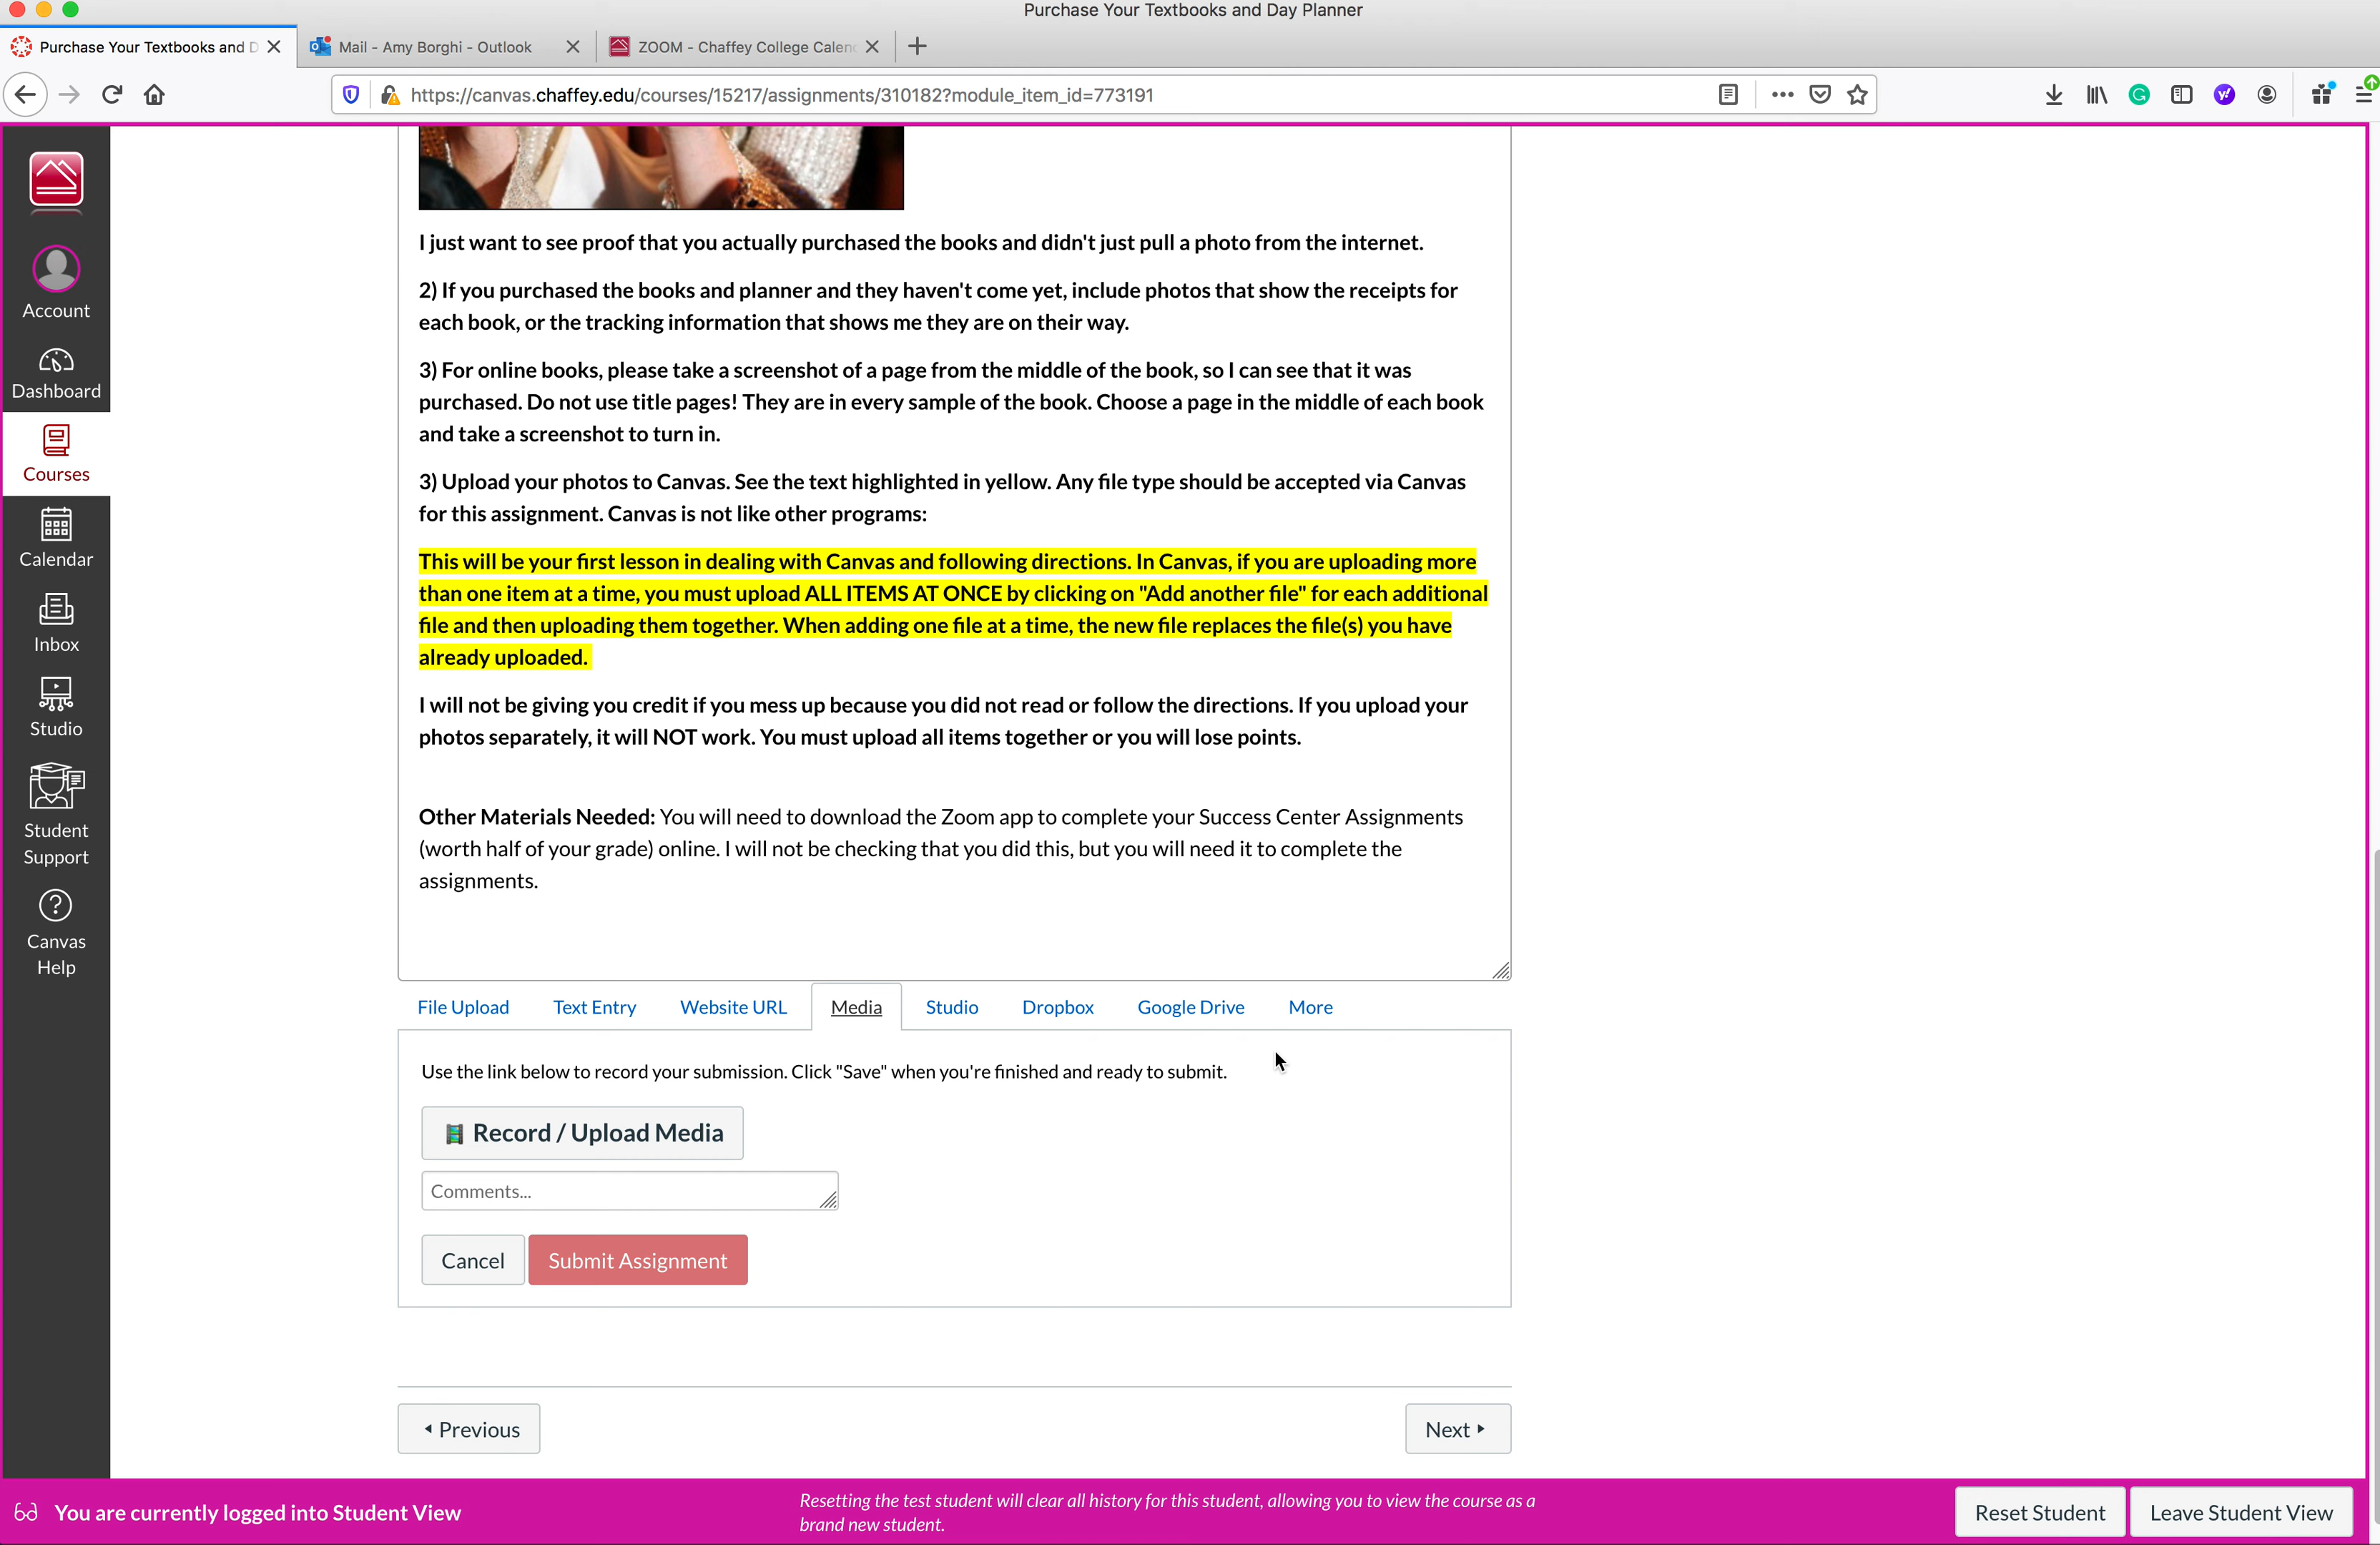 Purchase Your Textbooks and Day Planner
Purchase Your Textbooks and D
Mail - Amy Borghi - Outlook
ZOOM - Chaffey College Calen
https://canvas.chaffey.edu/courses/15217/assignments/310182?module_item_id=773191
Account
Dashboard
Courses
Calendar
Inbox
Studio
Student
Support
Canvas
Help
I just want to see proof that you actually purchased the books and didn't just pull a photo from the internet.
2) If you purchased the books and planner and they haven't come yet, include photos that show the receipts for
each book, or the tracking information that shows me they are on their way.
3) For online books, please take a screenshot of a page from the middle of the book, so I can see that it was
purchased. Do not use title pages! They are in every sample of the book. Choose a page in the middle of each book
and take a screenshot to turn in.
3) Upload your photos to Canvas. See the text highlighted in yellow. Any file type should be accepted via Canvas
for this assignment. Canvas is not like other programs:
This will be your first lesson in dealing with Canvas and following directions. In Canvas, if you are uploading more
than one item at a time, you must upload ALL ITEMS AT ONCE by clicking on "Add another file" for each additional
file and then uploading them together. When adding one file at a time, the new file replaces the file(s) you have
already uploaded.
I will not be giving you credit if you mess up because you did not read or follow the directions. If you upload your
photos separately, it will NOT work. You must upload all items together or you will lose points.
Other Materials Needed: You will need to download the Zoom app to complete your Success Center Assignments
(worth half of your grade) online. I will not be checking that you did this, but you will need it to complete the
assignments.
File Upload Text Entry Website URL Media Studio Dropbox Google Drive More
Use the link below to record your submission. Click "Save" when you're finished and ready to submit.
Record / Upload Media
Comments...
Cancel Submit Assignment
Previous Next
You are currently logged into Student View
Resetting the test student will clear all history for this student, allowing you to view the course as a
brand new student.
Reset Student Leave Student View